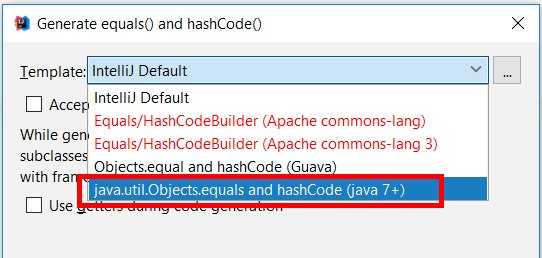 Generate equals() and hashCode()
Template: IntelliJ Default
...
Accep
IntelliJ Default
Equals/HashCodeBuilder (Apache commons-lang)
While gene
Equals/HashCodeBuilder (Apache commons-lang 3)
subclasses
Objects.equal and hashCode (Guava)
with fram
java.util.Objects.equals and hashCode (java 7+)
Use getters during code generation